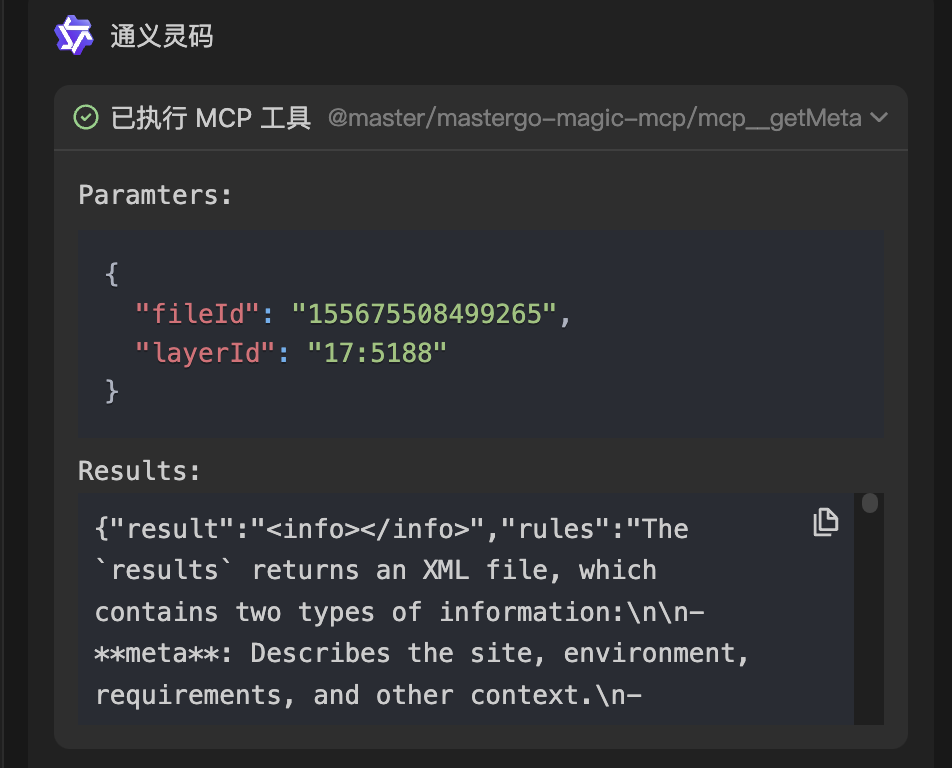 通义灵码
已执行 MCP 工具 @master/mastergo-magic-mcp/mcp__getMeta
Paramters:
{
  "fileId": "155675508499265",
  "layerId": "17:5188"
}
Results:
{"result":"<info></info>","rules":"The
`results` returns an XML file, which
contains two types of information:\n\n-
**meta**: Describes the site, environment,
requirements, and other context.\n-